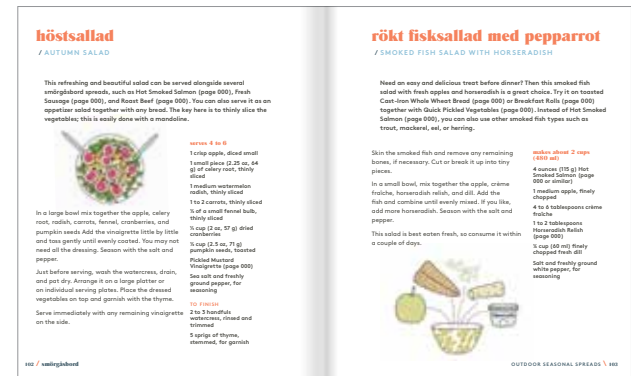 höstsallad
/ AUTUMN SALAD
This refreshing and beautiful salad can be served alongside several
smörgåsbord spreads, such as Hot Smoked Salmon (page 000), Fresh
Sausage (page 000), and Roast Beef (page 000). You can also serve it as an
appetizer salad together with any bread. The key here is to thinly slice the
vegetables; this is easily done with a mandoline.
In a large bowl mix together the apple, celery
root, radish, carrots, fennel, cranberries, and
pumpkin seeds Add the vinaigrette little by little
and toss gently until evenly coated. You may not
need all the dressing. Season with the salt and
pepper.
Just before serving, wash the watercress, drain,
and pat dry. Arrange it on a large platter or
on individual serving plates. Place the dressed
vegetables on top and garnish with the thyme.
Serve immediately with any remaining vinaigrette
on the side.
serves 4 to 6
1 crisp apple, diced small
1 small piece (2.25 oz, 64
g) of celery root, thinly
sliced
1 medium watermelon
radish, thinly sliced
1 to 2 carrots, thinly sliced
of a small fennel bulb,
thinly sliced
cup (2 oz, 57 g) dried
cranberries
cup (2.5 oz, 71 g)
pumpkin seeds, toasted
Pickled Mustard
Vinaigrette (page 000)
Sea salt and freshly
ground pepper, for
seasoning
TO FINISH
2 to 3 handfuls
watercress, rinsed and
trimmed
5 sprigs of thyme,
stemmed, for garnish
102 / smörgåsbord
rökt fisksallad med pepparrot
/ SMOKED FISH SALAD WITH HORSERADISH
Need an easy and delicious treat before dinner? Then this smoked fish
salad with fresh apples and horseradish is a great choice. Try it on toasted
Cast-Iron Whole Wheat Bread (page 000) or Breakfast Rolls (page 000)
together with Quick Pickled Vegetables (page 000). Instead of Hot Smoked
Salmon (page 000), you can also use other smoked fish types such as
trout, mackerel, eel, or herring.
Skin the smoked fish and remove any remaining
bones, if necessary. Cut or break it up into tiny
pieces.
In a small bowl, mix together the apple, crème
fraîche, horseradish relish, and dill. Add the
fish and combine until evenly mixed. If you like,
add more horseradish. Season with the salt and
pepper.
This salad is best eaten fresh, so consume it within
a couple of days.
makes about 2 cups
(480 ml)
4 ounces (115 g) Hot
Smoked Salmon (page
000 or similar)
1 medium apple, finely
chopped
4 to 6 tablespoons crème
fraîche
1 to 2 tablespoons
Horseradish Relish
(page 000)
¼ cup (60 ml) finely
chopped fresh dill
Salt and freshly ground
white pepper, for
seasoning
OUTDOOR SEASONAL SPREADS \ 103